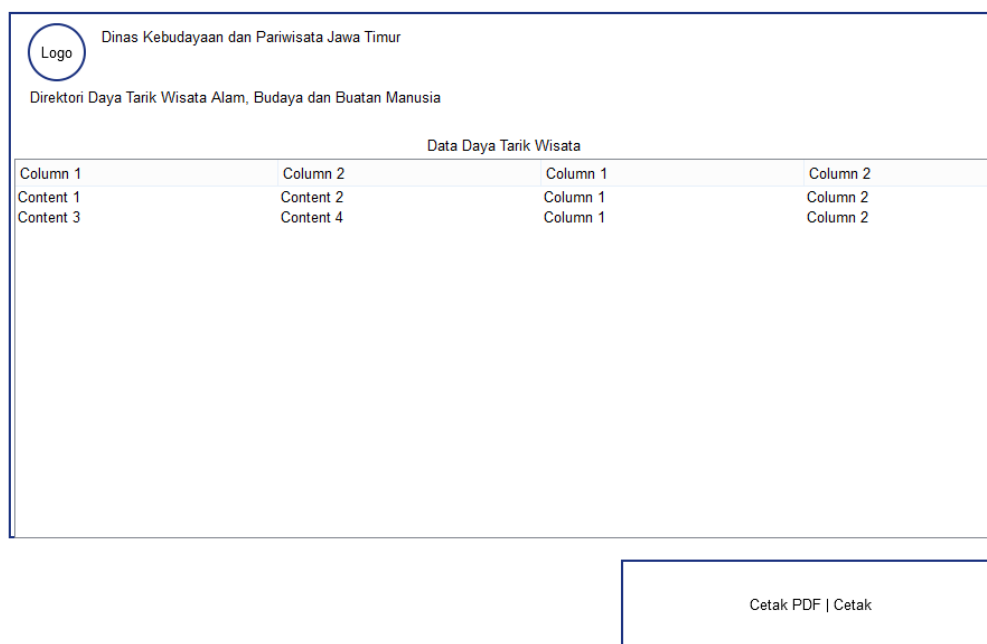 Logo
Dinas Kebudayaan dan Pariwisata Jawa Timur
Direktori Daya Tarik Wisata Alam, Budaya dan Buatan Manusia
Data Daya Tarik Wisata
Column 1 Column 2 Column 1 Column 2
Content 1 Content 2 Column 1 Column 2
Content 3 Content 4 Column 1 Column 2
Cetak PDF | Cetak